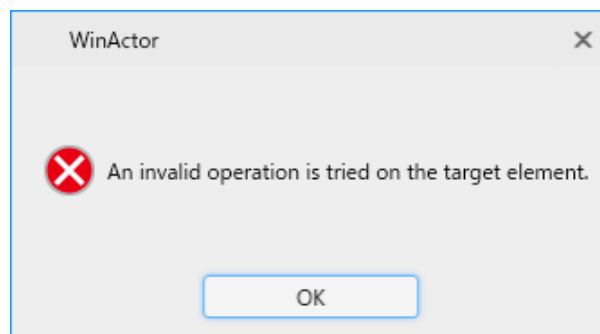 WinActor
An invalid operation is tried on the target element.
OK